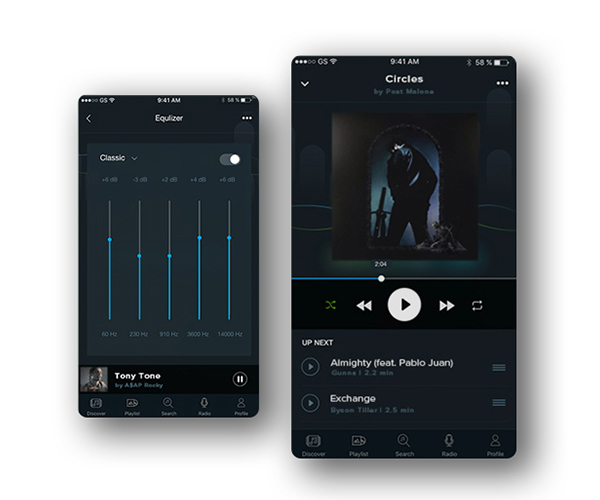 GS 9:41 AM 58 %
Equlizer
Classic
+6 dB -3 dB +2 dB +4 dB +6 dB
60 Hz 230 Hz 910 Hz 3600 Hz 14000 Hz
Tony Tone
by A$AP Rocky
Discover Playlist Search Radio Profile
GS 9:41 AM 58 %
Circles
by Post Malone
2:04
UP NEXT
Almighty (feat. Pablo Juan)
Gunna | 2.2 min
Exchange
Byson Tiller | 2.5 min
Discover Playlist Search Radio Profile